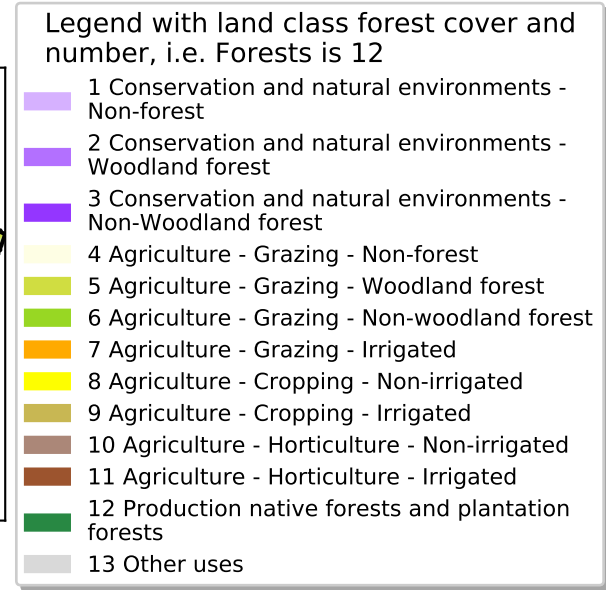 Legend with land class forest cover and
number, i.e. Forests is 12
1 Conservation and natural environments -
Non-forest
2 Conservation and natural environments -
Woodland forest
3 Conservation and natural environments -
Non-Woodland forest
4 Agriculture - Grazing - Non-forest
5 Agriculture - Grazing - Woodland forest
6 Agriculture - Grazing - Non-woodland forest
7 Agriculture - Grazing - Irrigated
8 Agriculture - Cropping - Non-irrigated
9 Agriculture - Cropping - Irrigated
10 Agriculture - Horticulture - Non-irrigated
11 Agriculture - Horticulture - Irrigated
12 Production native forests and plantation
forests
13 Other uses